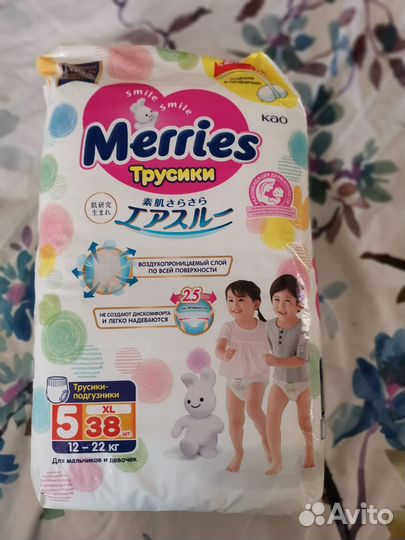 Smile Smile
Kao
Merries
Трусики
肌研究
生まれ
素肌さらさら
エアスルー
ВОЗДУХОПРОНИЦАЕМЫЙ СЛОЙ
ПО ВСЕЙ ПОВЕРХНОСТИ
2.5
НЕ СОЗДАЮТ ДИСКОМФОРТА
И ЛЕГКО НАДЕВАЮТСЯ
Трусики-
подгузники
5
XL
38 шт.
12 – 22 кг
Для мальчиков и девочек
Avito